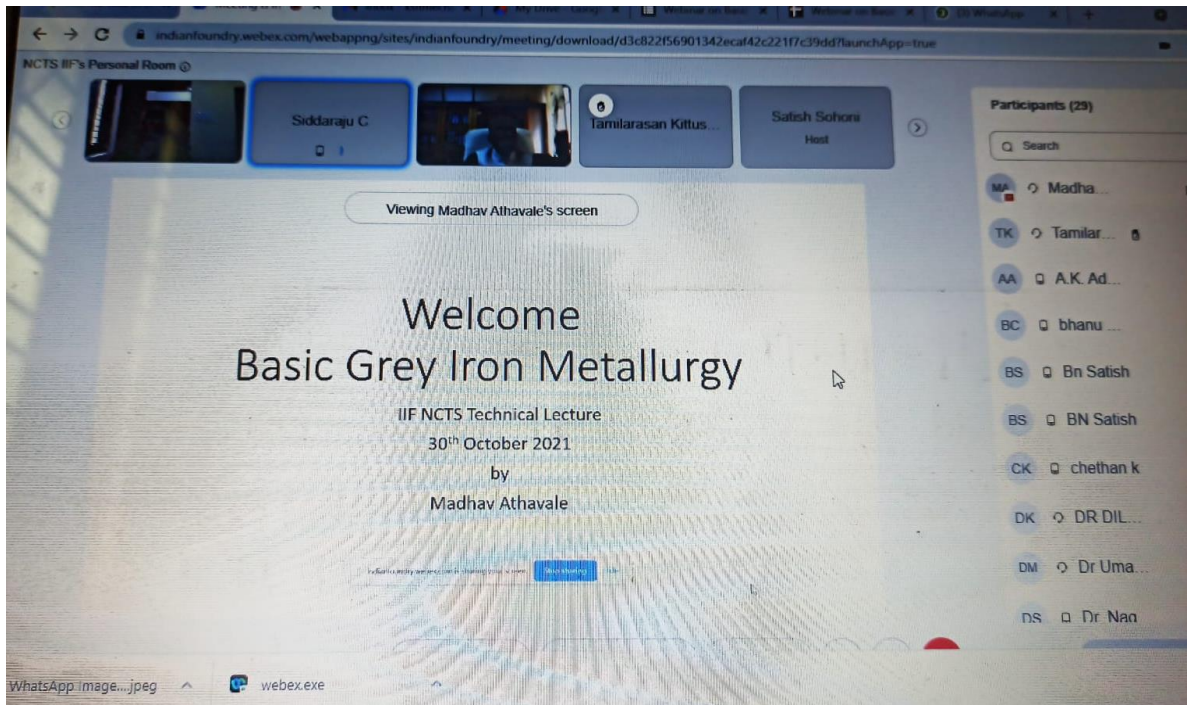 indianfoundry.webex.com/webappng/sites/indianfoundry/meeting/download/d3c822f56901342ecaf42c221f7c39dd?launchApp=true
NCTS IIF's Personal Room
Siddaraju C
Tamilarasan Kittus...
Satish Sohoni
Host
Viewing Madhav Athavale's screen
Welcome
Basic Grey Iron Metallurgy
IIF NCTS Technical Lecture
30th October 2021
by
Madhav Athavale
Stop sharing
Participants (29)
Search
MA Madha...
TK Tamilar...
AA A.K. Ad...
BC bhanu ...
BS Bn Satish
BS BN Satish
CK chethan k
DK DR DIL...
DM Dr Uma...
DS Dr Nag
WhatsApp Image...jpeg
webex.exe